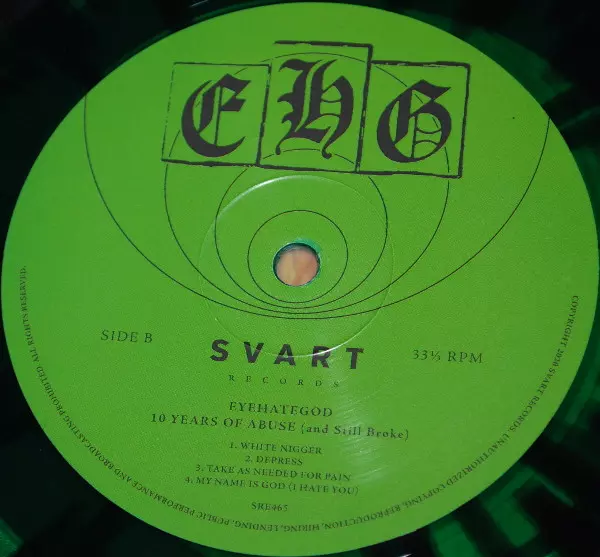 EHG
SIDE B
SVART
RECORDS
33⅓ RPM
EYEHATEGOD
10 YEARS OF ABUSE (and Still Broke)
1. WHITE NIGGER
2. DEPRESS
3. TAKE AS NEEDED FOR PAIN
4. MY NAME IS GOD (I HATE YOU)
SRE465
COPYRIGHT 2020 SVART RECORDS. UNAUTHORIZED COPYING, REPRODUCTION, HIRING, LENDING, PUBLIC PERFORMANCE AND BROADCASTING PROHIBITED. ALL RIGHTS RESERVED.